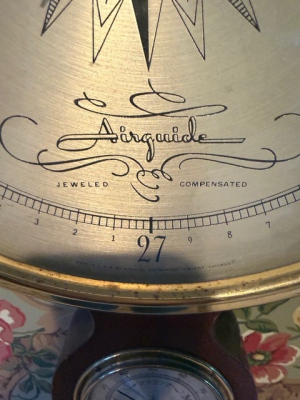 Airguide
JEWELED COMPENSATED
3 2 1 9 8 7
27